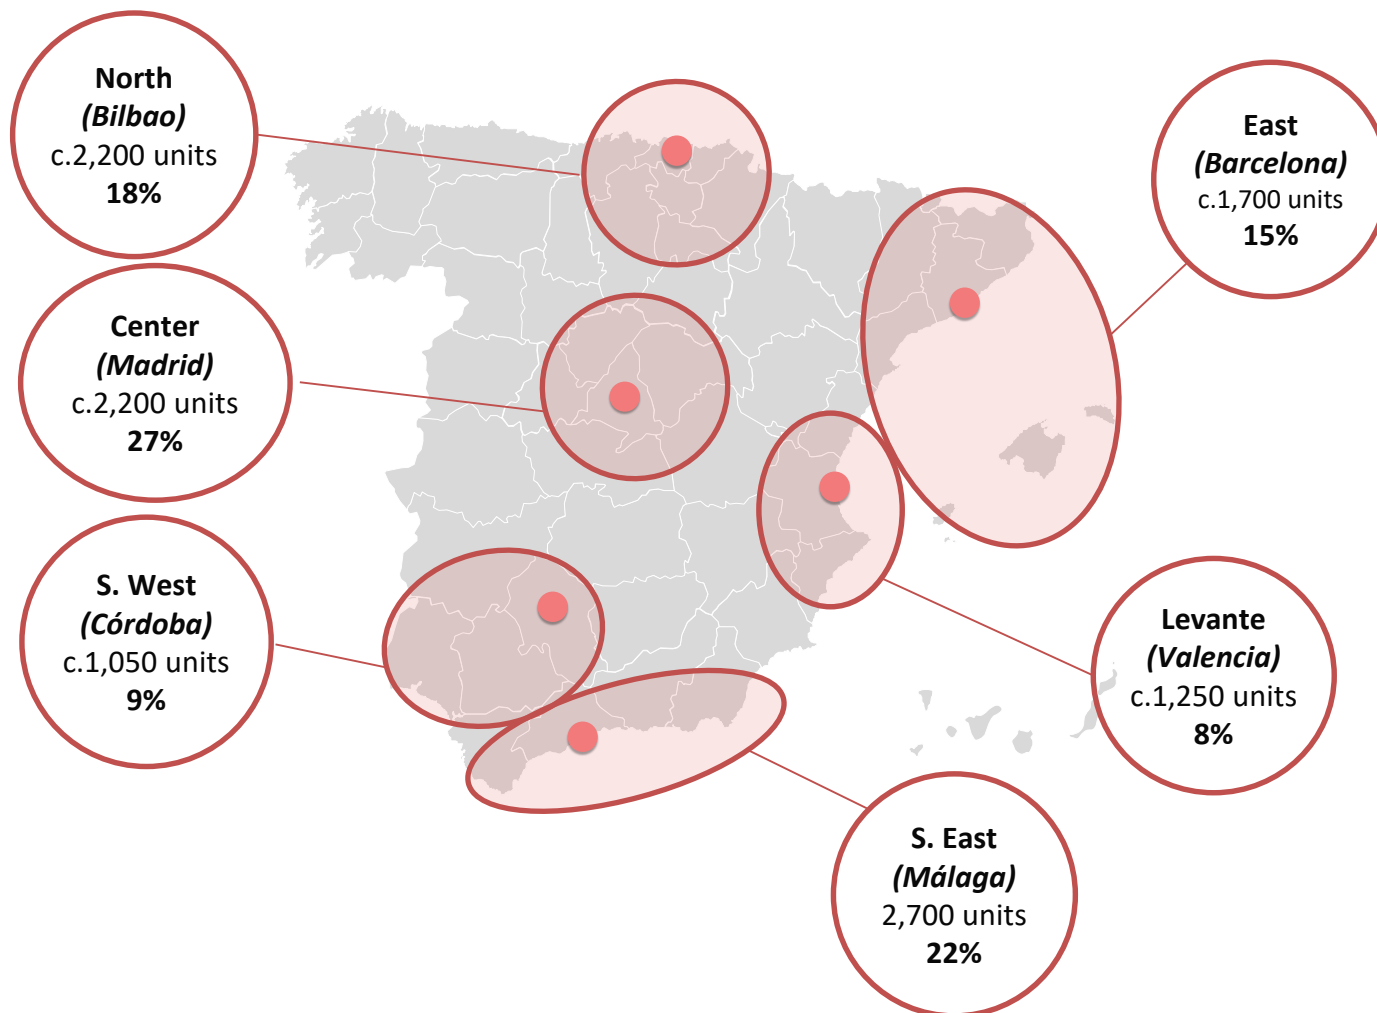 North
(Bilbao)
c.2,200 units
18%
East
(Barcelona)
c.1,700 units
15%
Center
(Madrid)
c.2,200 units
27%
S. West
(Córdoba)
c.1,050 units
9%
Levante
(Valencia)
c.1,250 units
8%
S. East
(Málaga)
2,700 units
22%